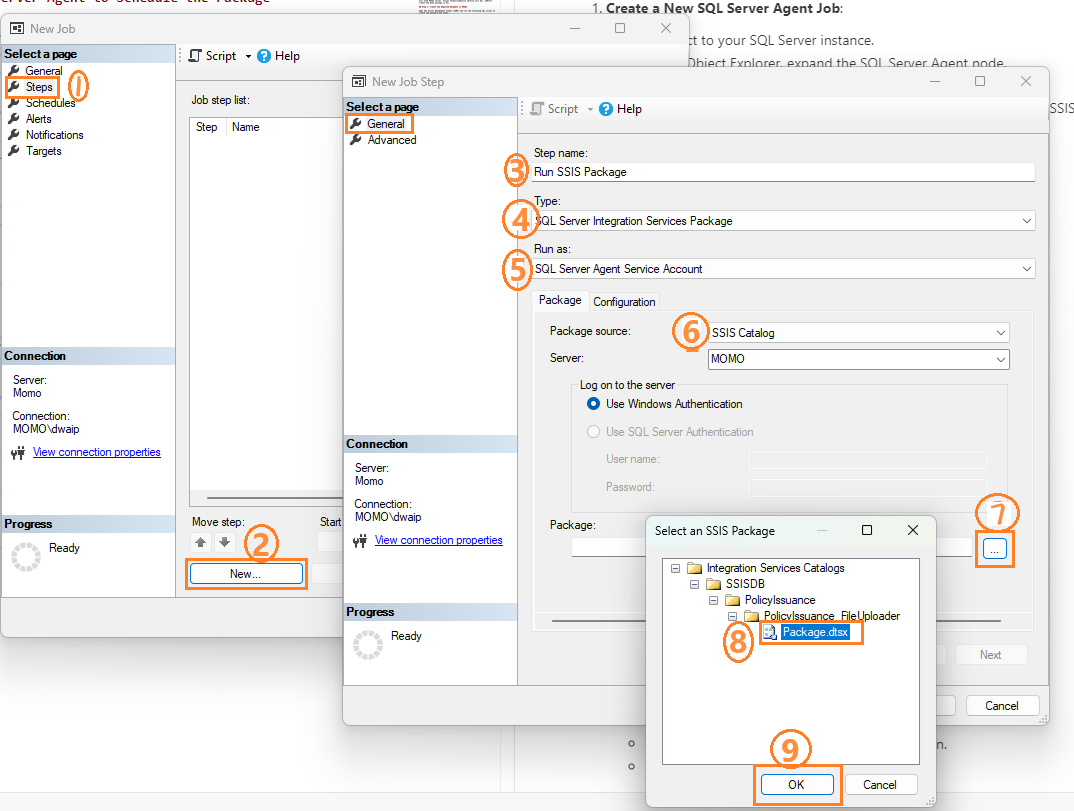 erver Agent to Schedule the Package
1. Create a New SQL Server Agent Job:
ct to your SQL Server instance.
Object Explorer, expand the SQL Server Agent node.
SSIS
New Job
Select a page
General
Steps
Schedules
Alerts
Notifications
Targets
1
Script
Help
Job step list:
Step Name
Connection
Server:
Momo
Connection:
MOMO\dwaip
View connection properties
Progress
Ready
Move step:
Start
2
New...
New Job Step
Select a page
General
Advanced
Script
Help
Step name:
3
Run SSIS Package
Type:
4
SQL Server Integration Services Package
Run as:
5
SQL Server Agent Service Account
Package Configuration
Package source:
6
SSIS Catalog
Server:
MOMO
Log on to the server
Use Windows Authentication
Use SQL Server Authentication
User name:
Password:
Package:
7
...
Connection
Server:
Momo
Connection:
MOMO\dwaip
View connection properties
Progress
Ready
Next
Cancel
Select an SSIS Package
Integration Services Catalogs
SSISDB
PolicyIssuance
PolicyIssuance_FileUploader
8
Package.dtsx
9
OK
Cancel
n.